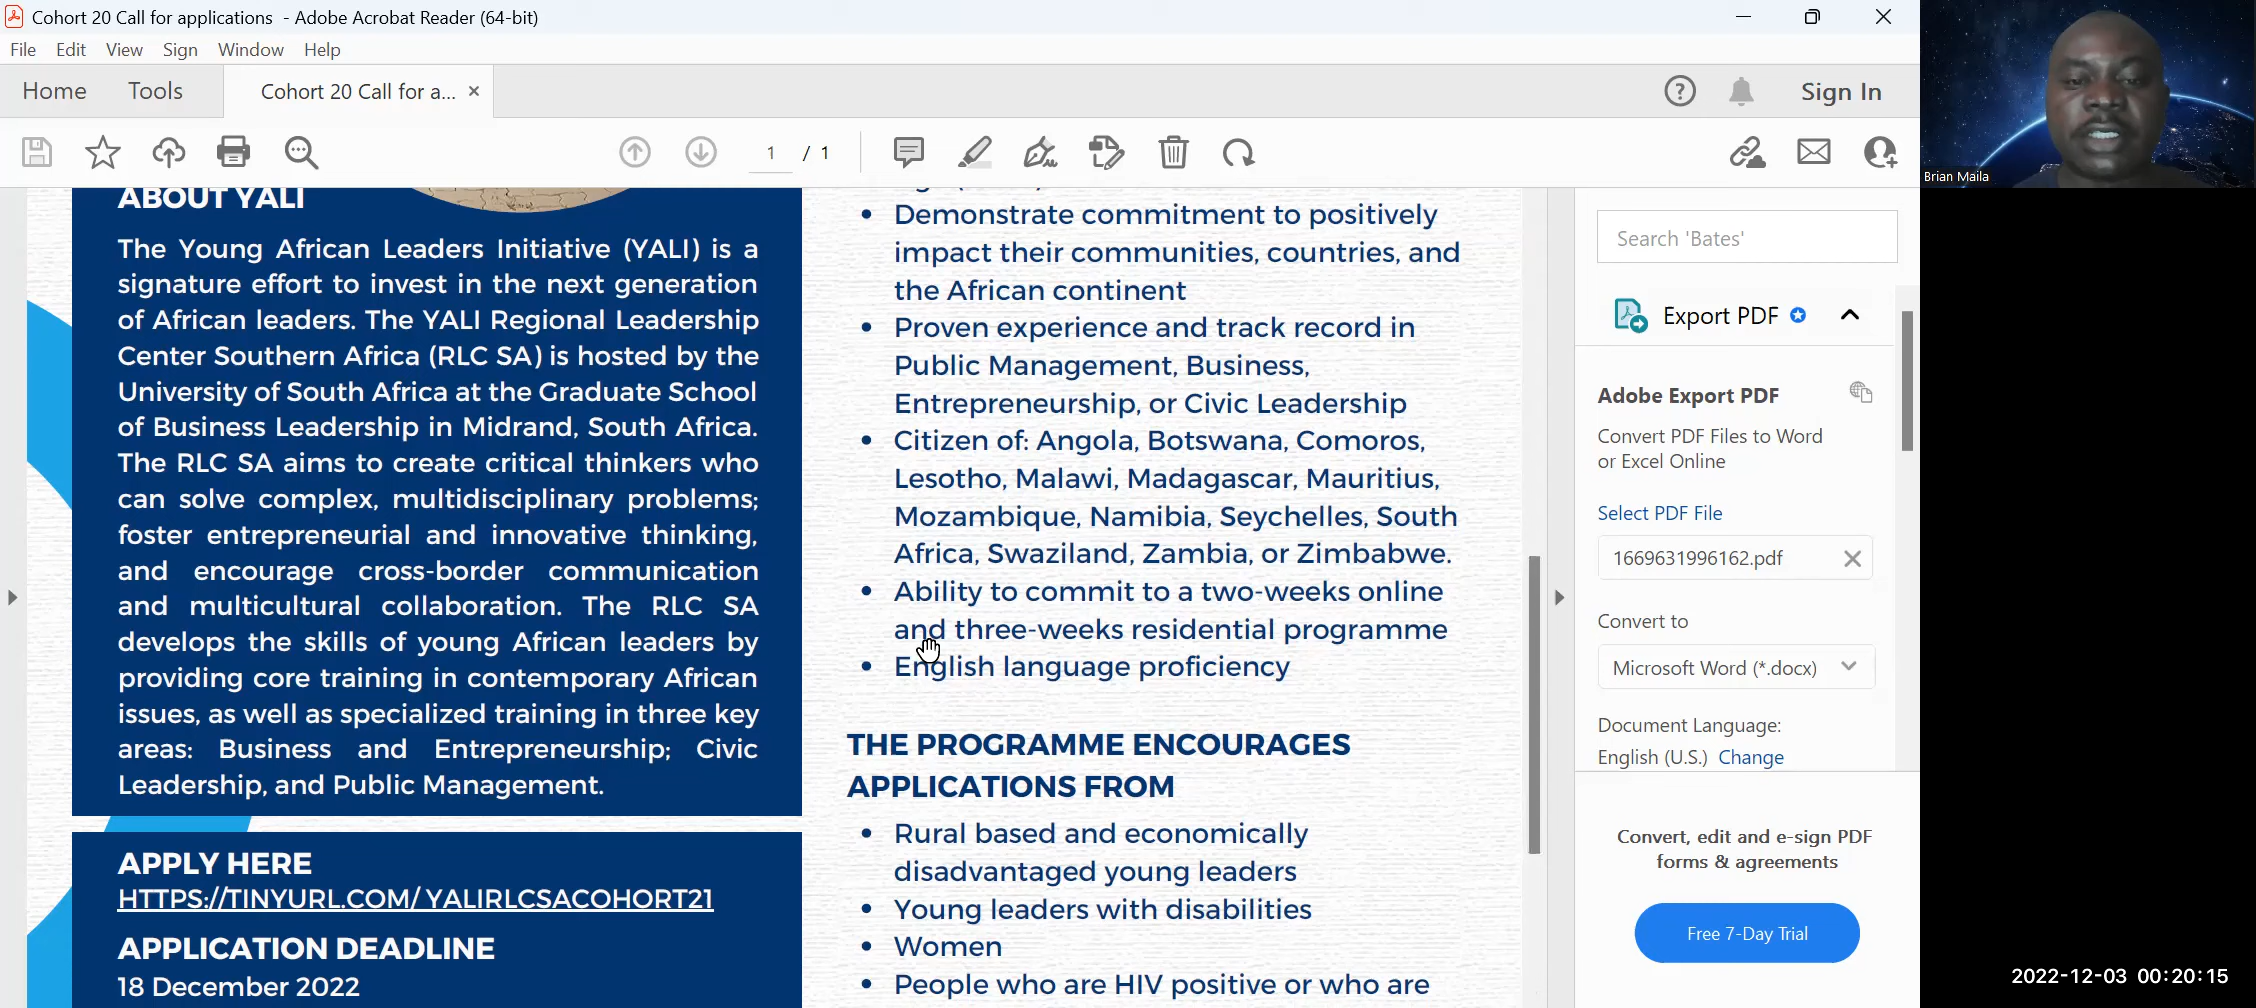 Cohort 20 Call for applications - Adobe Acrobat Reader (64-bit)
File Edit View Sign Window Help
Home Tools Cohort 20 Call for a... × Sign In
1 / 1
Brian Maila
ABOUT YALI
The Young African Leaders Initiative (YALI) is a
signature effort to invest in the next generation
of African leaders. The YALI Regional Leadership
Center Southern Africa (RLC SA) is hosted by the
University of South Africa at the Graduate School
of Business Leadership in Midrand, South Africa.
The RLC SA aims to create critical thinkers who
can solve complex, multidisciplinary problems;
foster entrepreneurial and innovative thinking,
and encourage cross-border communication
and multicultural collaboration. The RLC SA
develops the skills of young African leaders by
providing core training in contemporary African
issues, as well as specialized training in three key
areas: Business and Entrepreneurship; Civic
Leadership, and Public Management.
APPLY HERE
HTTPS://TINYURL.COM/ YALIRLCSACOHORT21
APPLICATION DEADLINE
18 December 2022
• Demonstrate commitment to positively
impact their communities, countries, and
the African continent
• Proven experience and track record in
Public Management, Business,
Entrepreneurship, or Civic Leadership
• Citizen of: Angola, Botswana, Comoros,
Lesotho, Malawi, Madagascar, Mauritius,
Mozambique, Namibia, Seychelles, South
Africa, Swaziland, Zambia, or Zimbabwe.
• Ability to commit to a two-weeks online
and three-weeks residential programme
• English language proficiency
THE PROGRAMME ENCOURAGES
APPLICATIONS FROM
• Rural based and economically
disadvantaged young leaders
• Young leaders with disabilities
• Women
• People who are HIV positive or who are
Search 'Bates'
Export PDF
Adobe Export PDF
Convert PDF Files to Word
or Excel Online
Select PDF File
1669631996162.pdf
Convert to
Microsoft Word (*.docx)
Document Language:
English (U.S.) Change
Convert, edit and e-sign PDF
forms & agreements
Free 7-Day Trial
2022-12-03 00:20:15